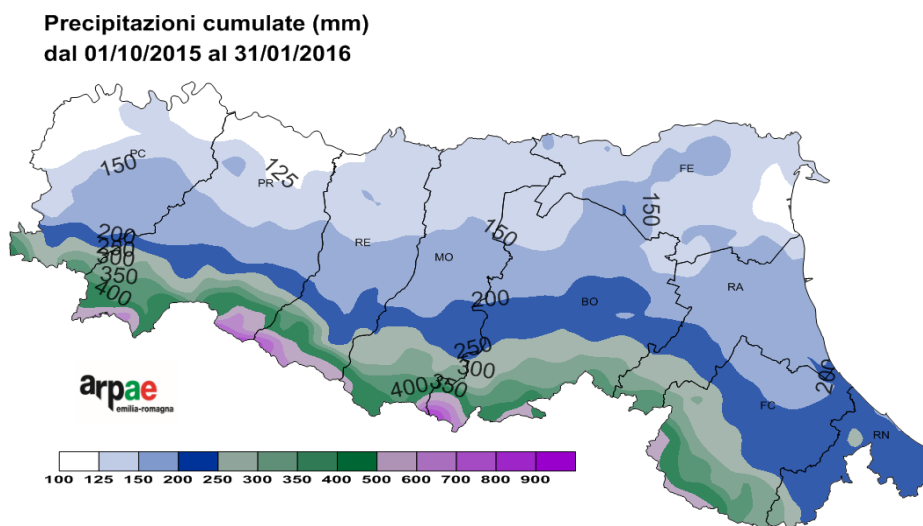 Precipitazioni cumulate (mm)
dal 01/10/2015 al 31/01/2016
PC
150
125
PR
FE
150
RE
150
MO
200
250
300
350
400
200
BO
RA
250
300
350
400
200
FC
RN
arpae
emilia-romagna
100 125 150 200 250 300 350 400 500 600 700 800 900